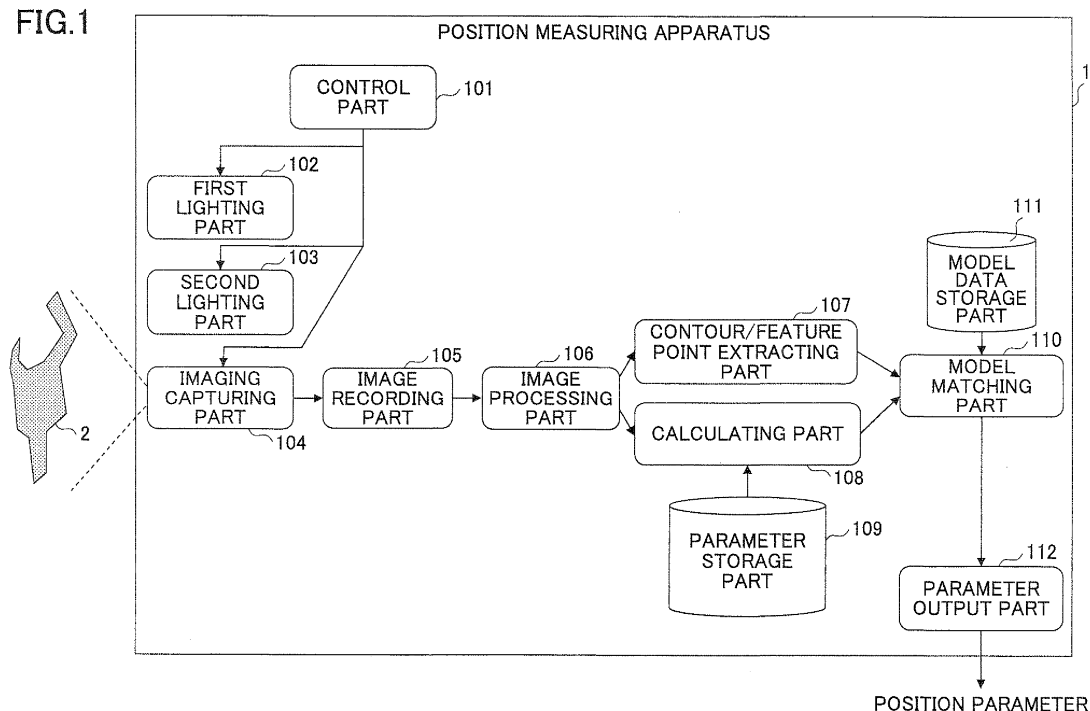 FIG.1
POSITION MEASURING APPARATUS
1
CONTROL
PART
101
102
FIRST
LIGHTING
PART
103
SECOND
LIGHTING
PART
2
IMAGING
CAPTURING
PART
104
105
IMAGE
RECORDING
PART
106
IMAGE
PROCESSING
PART
107
CONTOUR/FEATURE
POINT EXTRACTING
PART
CALCULATING PART
108
PARAMETER
STORAGE
PART
109
111
MODEL
DATA
STORAGE
PART
110
MODEL
MATCHING
PART
112
PARAMETER
OUTPUT PART
POSITION PARAMETER